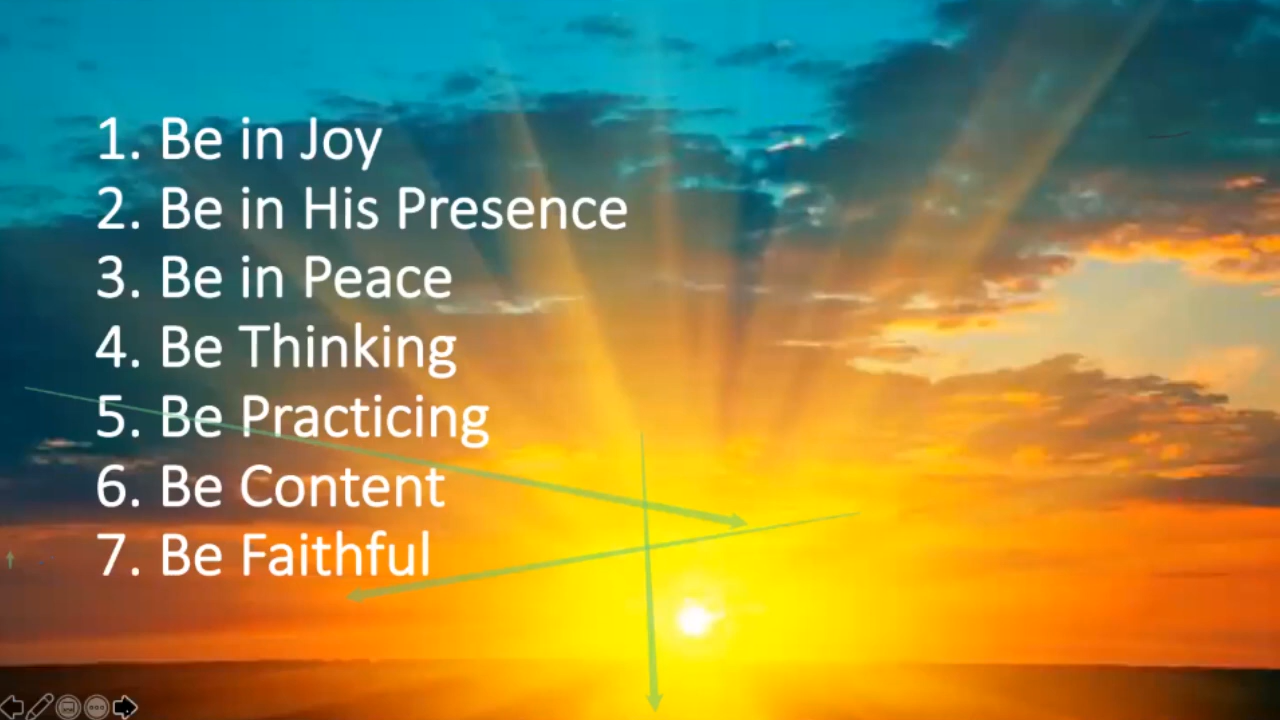 1. Be in Joy
2. Be in His Presence
3. Be in Peace
4. Be Thinking
5. Be Practicing
6. Be Content
7. Be Faithful